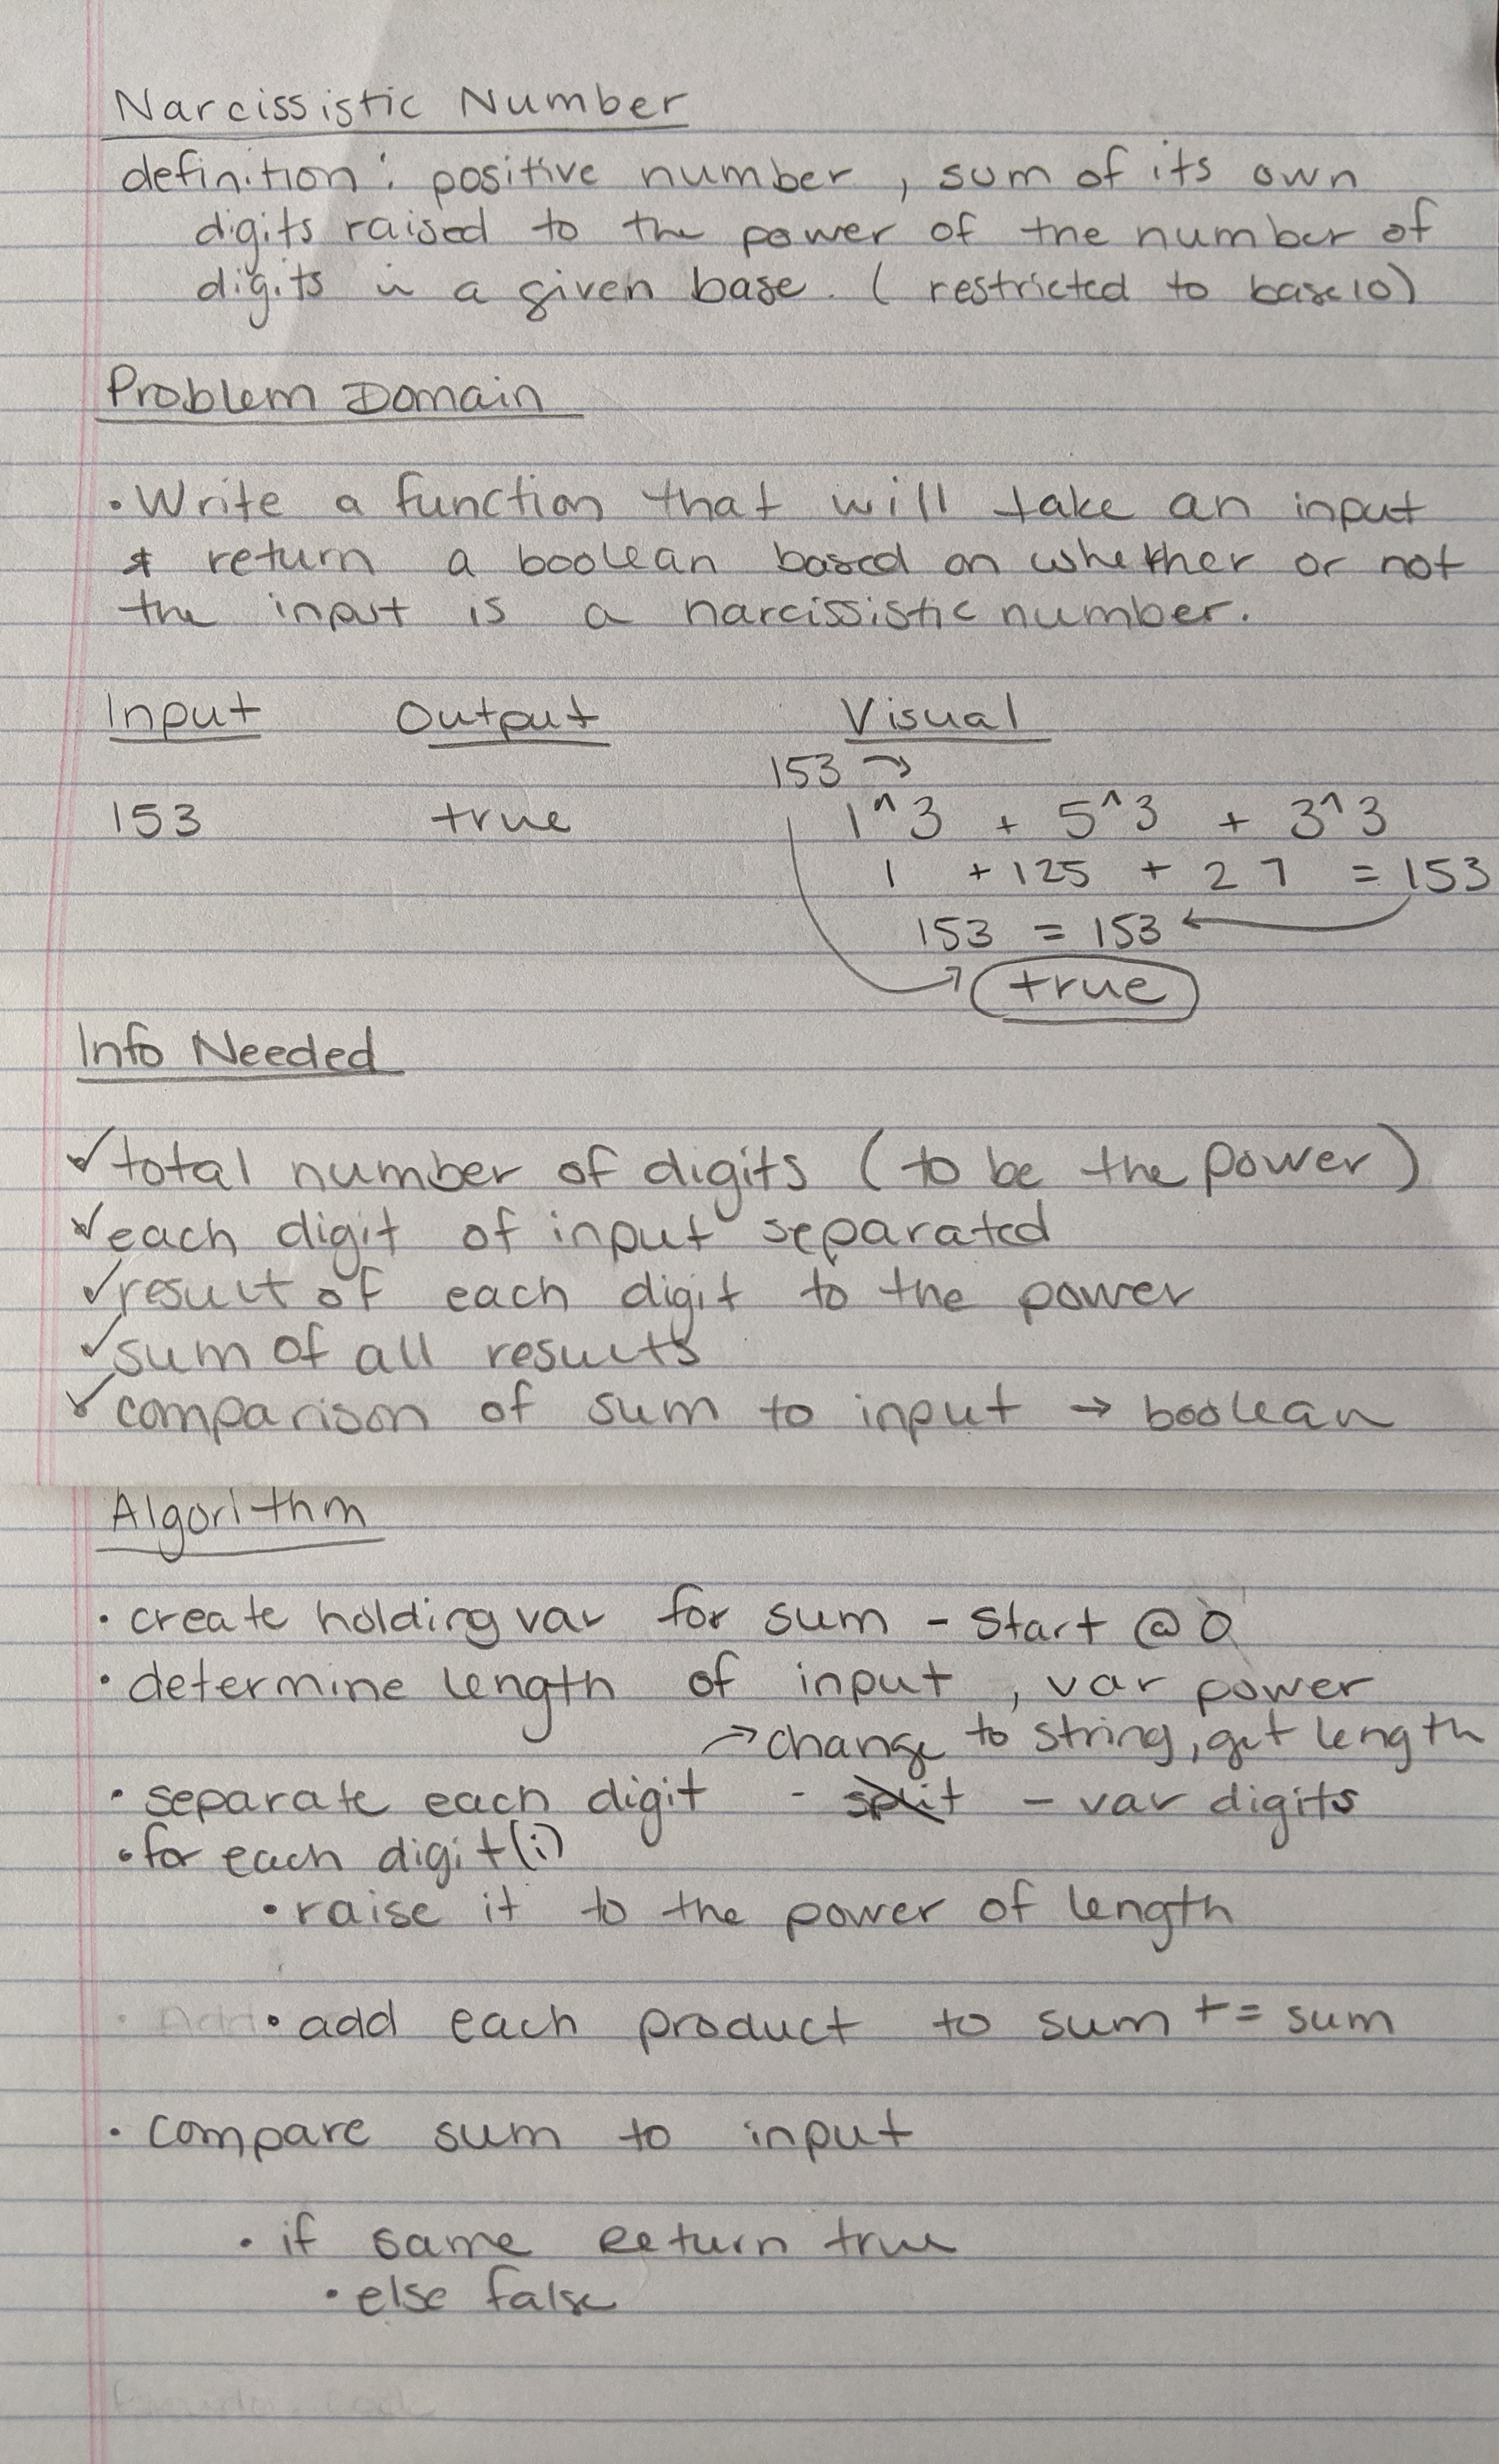 Narcissistic Number
definition: positive number, sum of its own
digits raised to the power of the number of
digits in a given base. (restricted to base 10)
Problem Domain
• Write a function that will take an input
& return a boolean based on whether or not
the input is a narcissistic number.
Input Output Visual
153 →
153 true 1^3 + 5^3 + 3^3
1 + 125 + 27 = 153
153 = 153
true
Info Needed
✓ total number of digits (to be the power)
✓ each digit of input separated
✓ result of each digit to the power
✓ sum of all results
✓ comparison of sum to input → boolean
Algorithm
• create holding var for sum - start @ 0
• determine length of input, var power
→ change to string, get length
• separate each digit - split - var digits
• for each digit(i)
• raise it to the power of length
• add each product to sum += sum
• compare sum to input
• if same return true
• else false